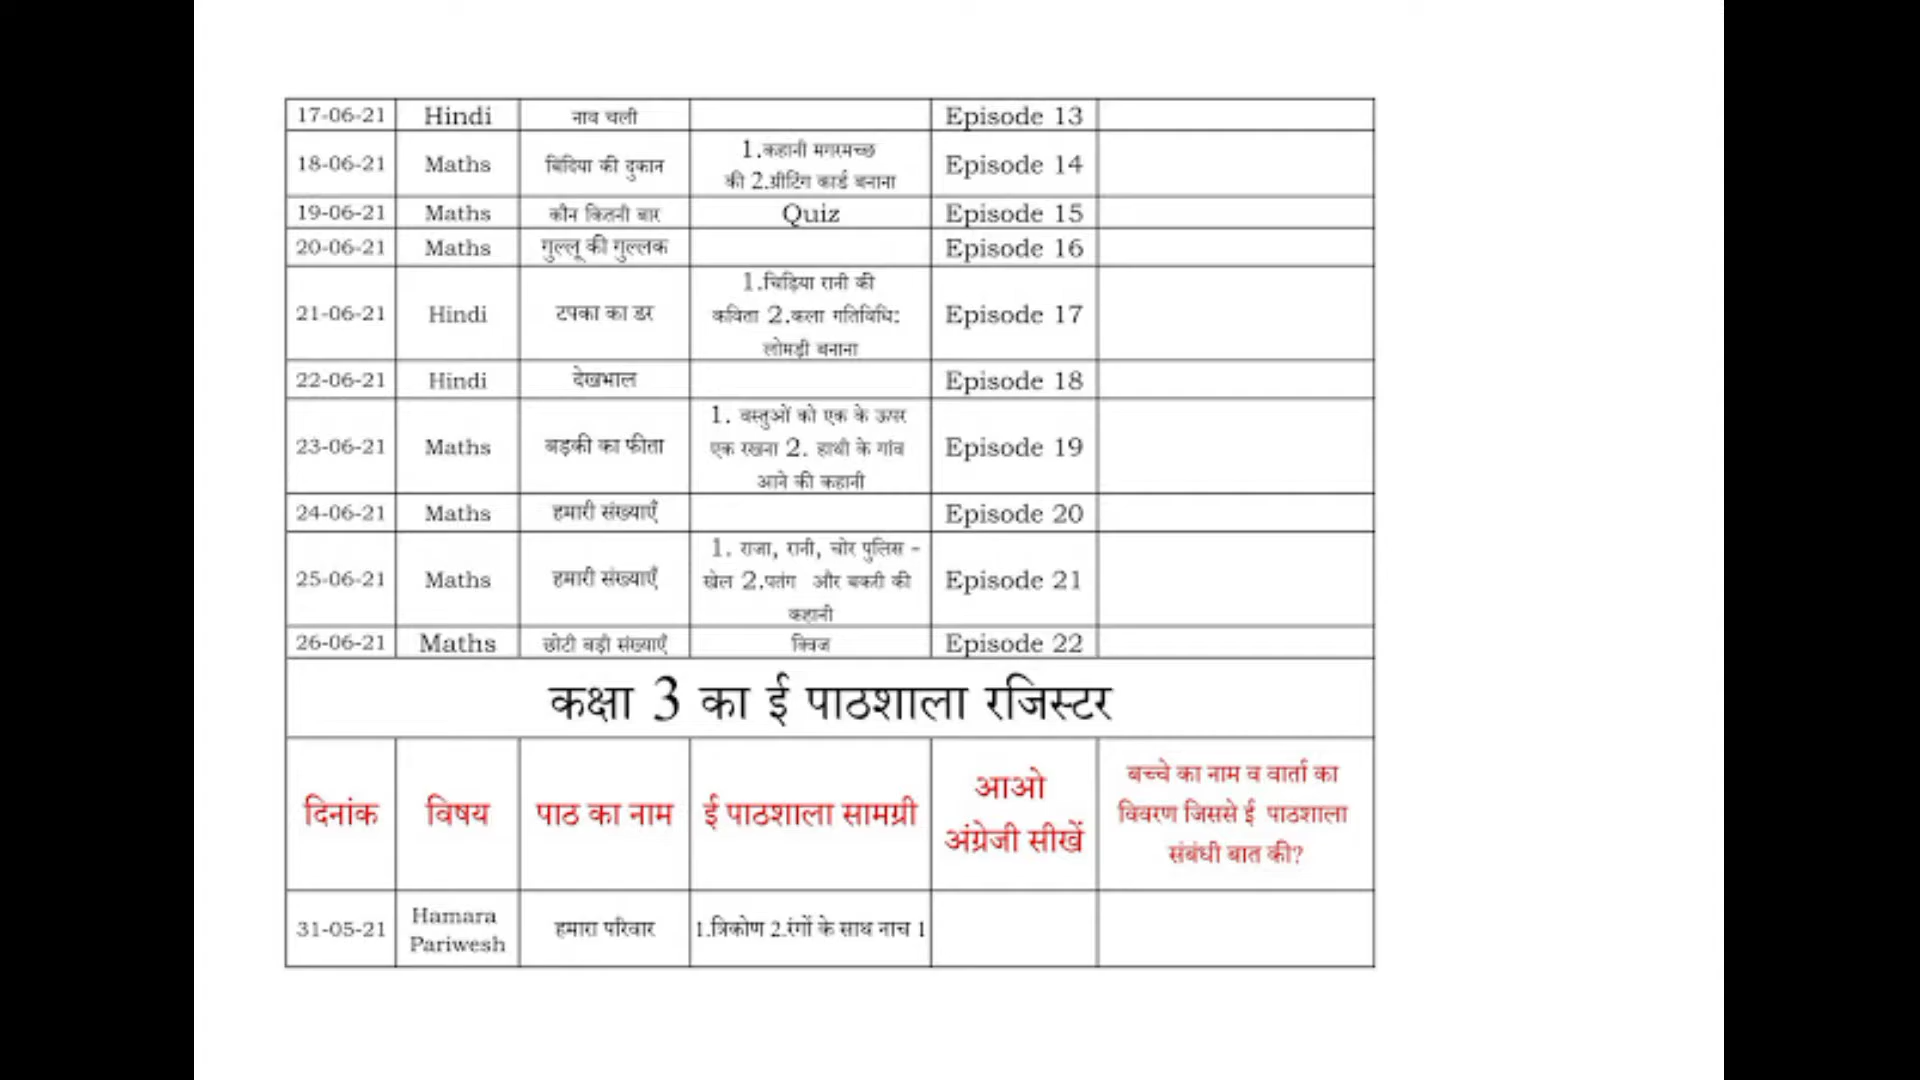 17-06-21 Hindi नाव चली Episode 13
18-06-21 Maths बिंदिया की दुकान 1.कहानी मगरमच्छ की 2.ग्रीटिंग कार्ड बनाना Episode 14
19-06-21 Maths कौन कितनी बार Quiz Episode 15
20-06-21 Maths गुल्लू की गुल्लक Episode 16
21-06-21 Hindi टपका का डर 1.चिड़िया रानी की कविता 2.कला गतिविधि: लोमड़ी बनाना Episode 17
22-06-21 Hindi देखभाल Episode 18
23-06-21 Maths बड़की का फीता 1. वस्तुओं को एक के ऊपर एक रखना 2. हाथी के गांव आने की कहानी Episode 19
24-06-21 Maths हमारी संख्याएँ Episode 20
25-06-21 Maths हमारी संख्याएँ 1. राजा, रानी, चोर पुलिस - खेल 2.पतंग और बकरी की कहानी Episode 21
26-06-21 Maths छोटी बड़ी संख्याएँ क्विज Episode 22
कक्षा 3 का ई पाठशाला रजिस्टर
दिनांक विषय पाठ का नाम ई पाठशाला सामग्री आओ अंग्रेजी सीखें बच्चे का नाम व वार्ता का विवरण जिससे ई पाठशाला संबंधी बात की?
31-05-21 Hamara Pariwesh हमारा परिवार 1.त्रिकोण 2.रंगों के साथ नाच 1